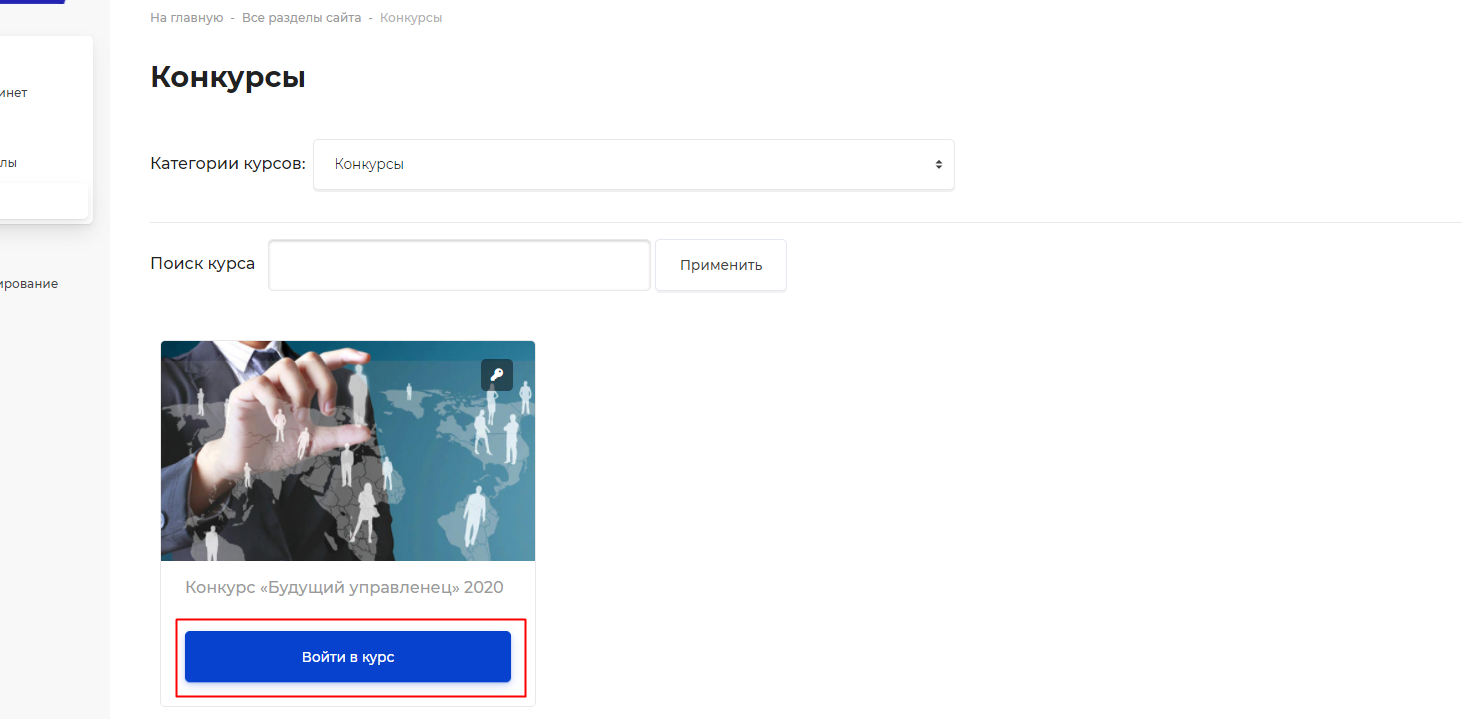 На главную - Все разделы сайта - Конкурсы
Конкурсы
инет
Категории курсов: Конкурсы
лы
Поиск курса Применить
ирование
Конкурс «Будущий управленец» 2020
Войти в курс